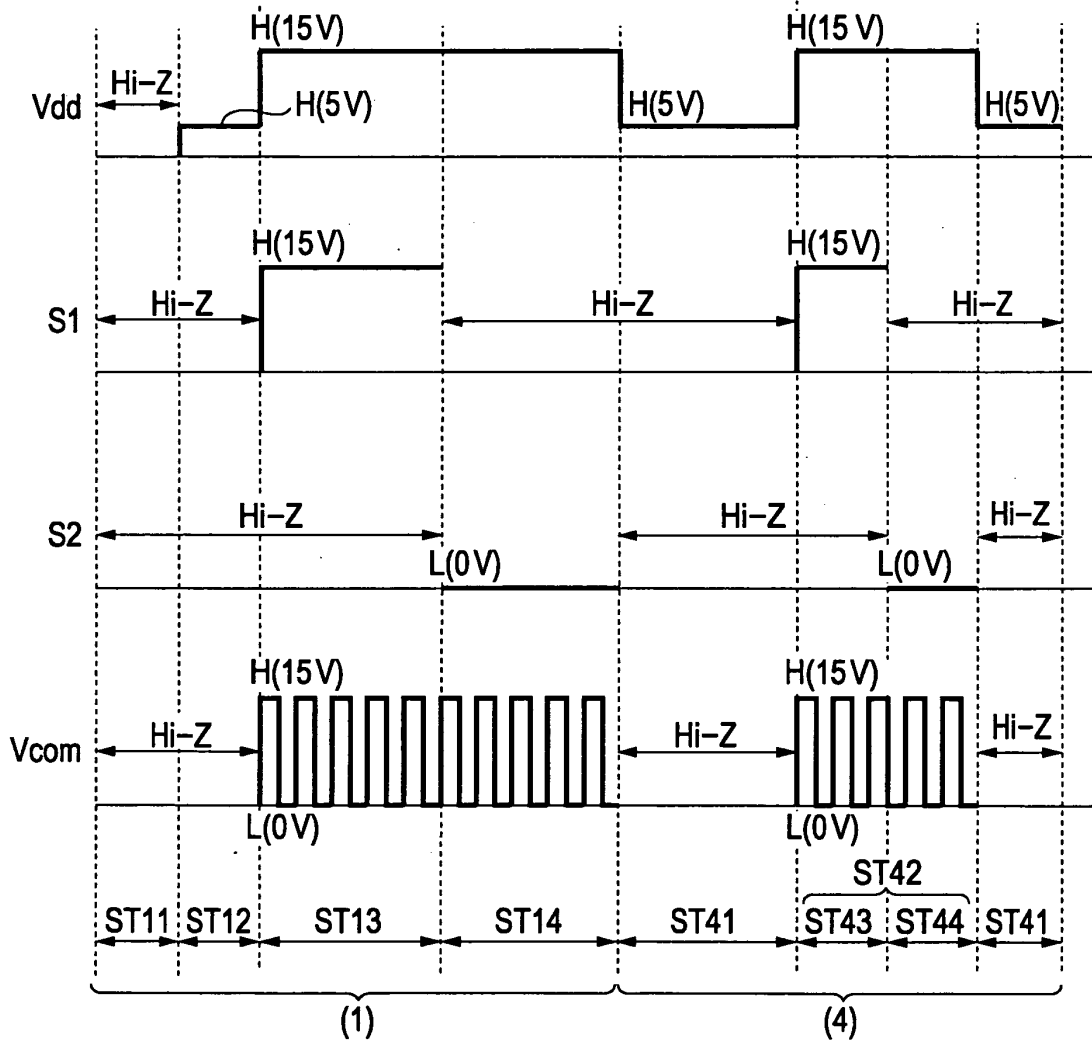 H(15V) H(15V)
Hi-Z
Vdd H(5V) H(5V) H(5V)
H(15V) H(15V)
S1 Hi-Z Hi-Z Hi-Z
S2 Hi-Z Hi-Z Hi-Z
L(0V) L(0V)
H(15V) H(15V)
Vcom Hi-Z Hi-Z Hi-Z
L(0V) L(0V)
ST42
ST11 ST12 ST13 ST14 ST41 ST43 ST44 ST41
(1) (4)